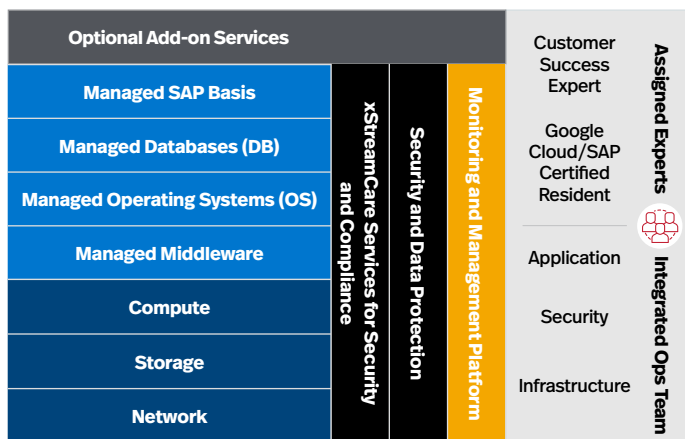 Optional Add-on Services
Managed SAP Basis
Managed Databases (DB)
Managed Operating Systems (OS)
Managed Middleware
Compute
Storage
Network
xStreamCare Services for Security
and Compliance
Security and Data Protection
Monitoring and Management Platform
Customer
Success
Expert
Google
Cloud/SAP
Certified
Resident
Application
Security
Infrastructure
Assigned Experts
Integrated Ops Team